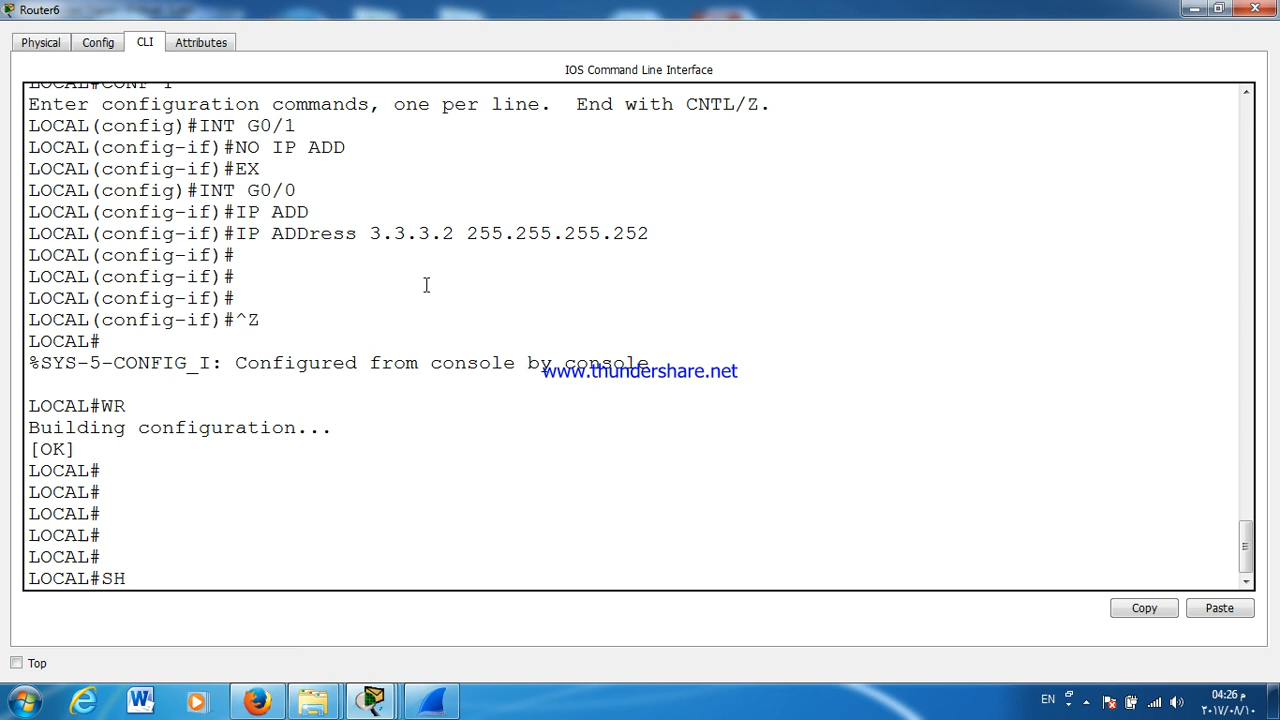 Router6
Physical
Config
CLI
Attributes
IOS Command Line Interface
LOCAL#CONF T
Enter configuration commands, one per line.  End with CNTL/Z.
LOCAL(config)#INT G0/1
LOCAL(config-if)#NO IP ADD
LOCAL(config-if)#EX
LOCAL(config)#INT G0/0
LOCAL(config-if)#IP ADD
LOCAL(config-if)#IP ADDress 3.3.3.2 255.255.255.252
LOCAL(config-if)#
LOCAL(config-if)#
LOCAL(config-if)#
LOCAL(config-if)#^Z
LOCAL#
%SYS-5-CONFIG_I: Configured from console by console
www.thundershare.net
LOCAL#WR
Building configuration...
[OK]
LOCAL#
LOCAL#
LOCAL#
LOCAL#
LOCAL#
LOCAL#SH
Copy
Paste
Top
EN
04:26 م
٢٠١٧/٠٨/١٠